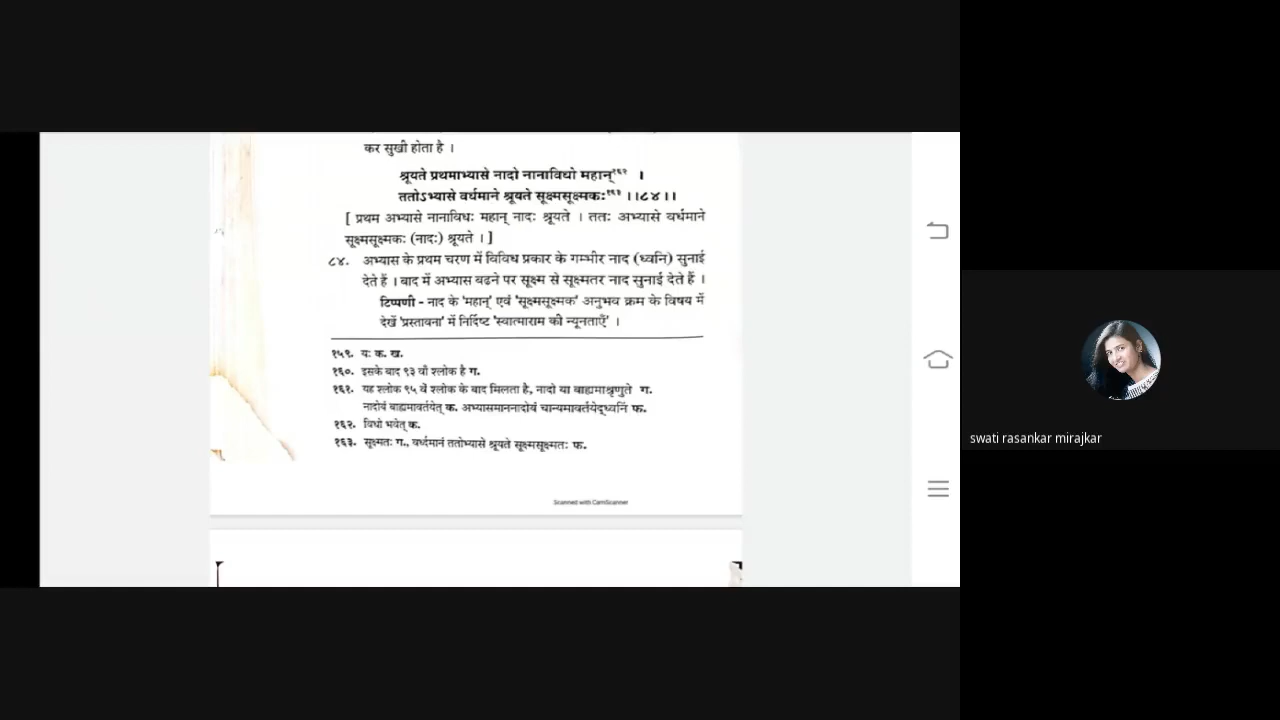 कर सुखी होता है ।
श्रूयते प्रथमाभ्यासे नादो नानाविधो महान्१६२ ।
ततोऽभ्यासे वर्धमाने श्रूयते सूक्ष्मसूक्ष्मकः१६३ ।।८४।।
[ प्रथम अभ्यासे नानाविधः महान् नादः श्रूयते । ततः अभ्यासे वर्धमाने
सूक्ष्मसूक्ष्मकः (नादः) श्रूयते । ]
८४. अभ्यास के प्रथम चरण में विविध प्रकार के गम्भीर नाद (ध्वनि) सुनाई
देते हैं । बाद में अभ्यास बढने पर सूक्ष्म से सूक्ष्मतर नाद सुनाई देते हैं ।
टिप्पणी - नाद के 'महान्' एवं 'सूक्ष्मसूक्ष्मक' अनुभव क्रम के विषय में
देखें 'प्रस्तावना' में निर्दिष्ट 'स्वात्माराम की न्यूनताएँ' ।
१५९. यः क. ख.
१६०. इसके बाद ९३ वाँ श्लोक है ग.
१६१. यह श्लोक ९५ वें श्लोक के बाद मिलता है, नादो या बाह्यमाश्रृणुते ग.
नादोयं बाह्यमावर्तयेत् क. अभ्यासमाननादोयं चान्यमावर्तयेद्ध्वनिं फ.
१६२. विधो भवेत् क.
१६३. सूक्ष्मतः ग., वर्ध्दमानं ततोभ्यासे श्रूयते सूक्ष्मसूक्ष्मतः फ.
Scanned with CamScanner
swati rasankar mirajkar